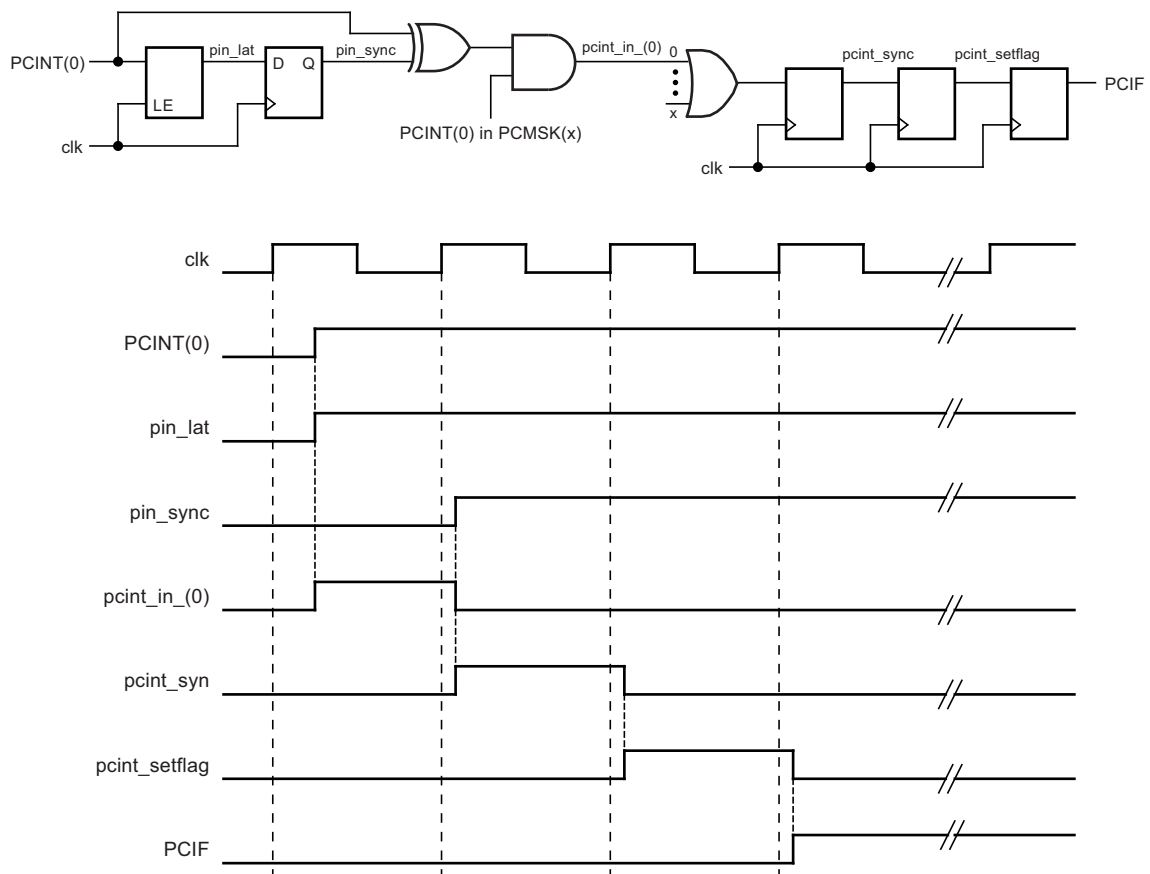 PCINT(0)
pin_lat
pin_sync
pcint_in_(0)
0
pcint_sync
pcint_setflag
D
Q
LE
x
PCIF
clk
PCINT(0) in PCMSK(x)
clk
clk
PCINT(0)
pin_lat
pin_sync
pcint_in_(0)
pcint_syn
pcint_setflag
PCIF